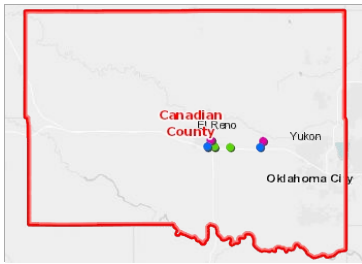 Canadian
County
El Reno
Yukon
Oklahoma City